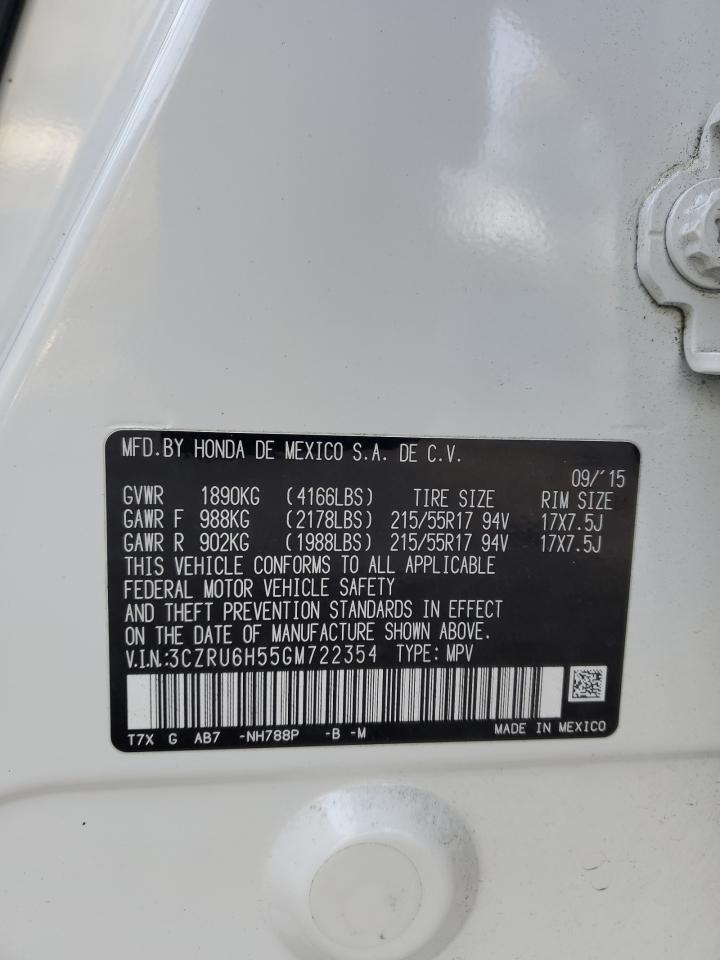 MFD.BY HONDA DE MEXICO S.A. DE C.V.
09/'15
GVWR 1890KG (4166LBS) TIRE SIZE RIM SIZE
GAWR F 988KG (2178LBS) 215/55R17 94V 17X7.5J
GAWR R 902KG (1988LBS) 215/55R17 94V 17X7.5J
THIS VEHICLE CONFORMS TO ALL APPLICABLE
FEDERAL MOTOR VEHICLE SAFETY
AND THEFT PREVENTION STANDARDS IN EFFECT
ON THE DATE OF MANUFACTURE SHOWN ABOVE.
V.I.N.:3CZRU6H55GM722354 TYPE: MPV
T7X G AB7 -NH788P -B -M MADE IN MEXICO